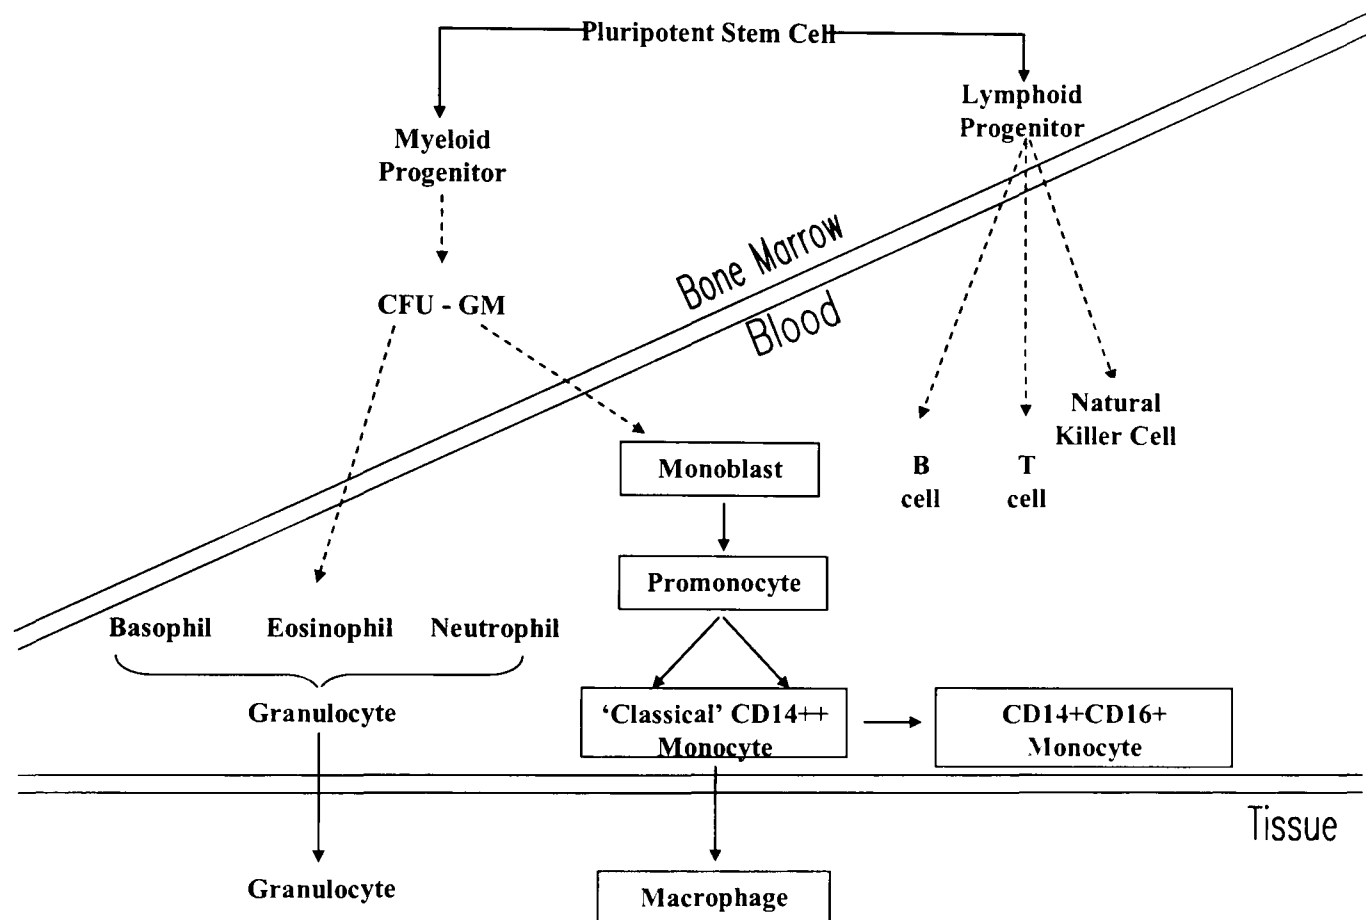 Pluripotent Stem Cell
Lymphoid
Progenitor
Myeloid
Progenitor
Bone Marrow
Blood
CFU - GM
Natural
Killer Cell
B
cell
T
cell
Monoblast
Promonocyte
Basophil
Eosinophil
Neutrophil
Granulocyte
‘Classical’ CD14++
Monocyte
CD14+CD16+
Monocyte
Tissue
Granulocyte
Macrophage